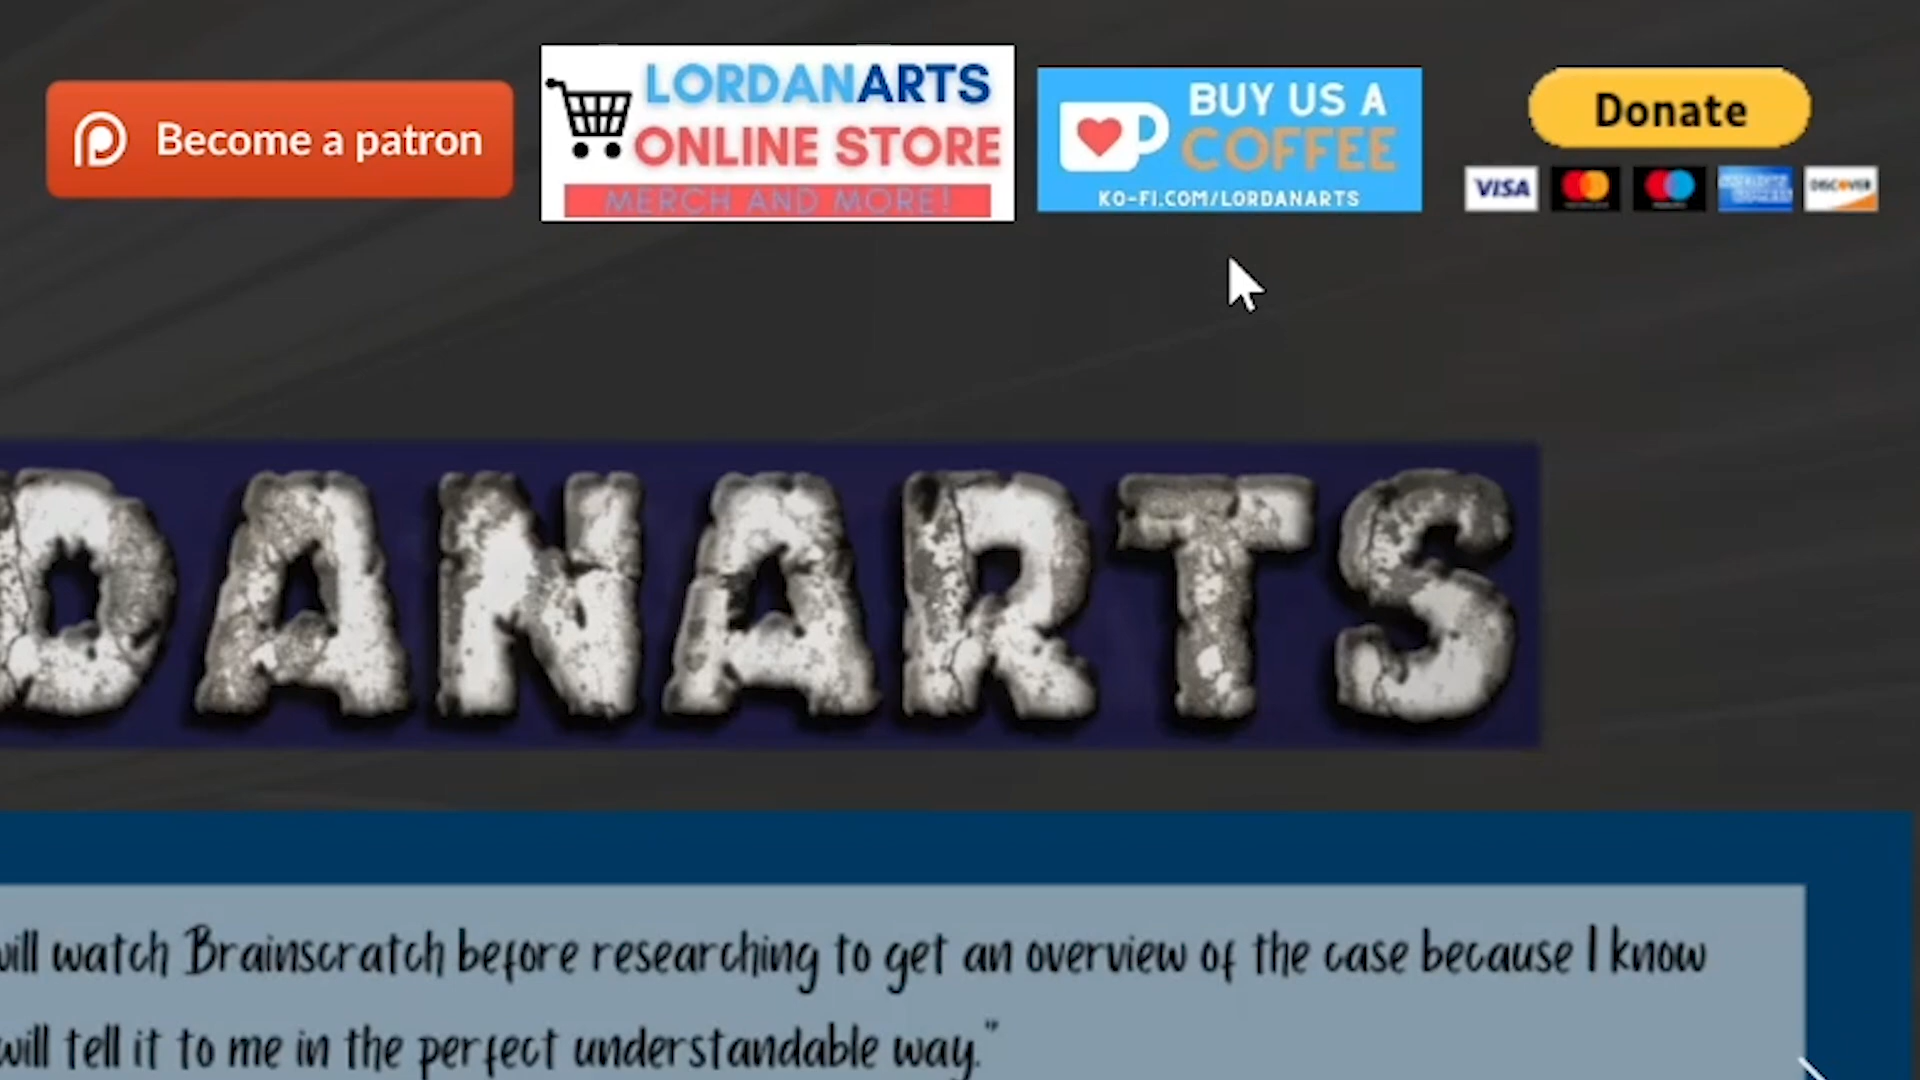 Become a patron
LORDANARTS
ONLINE STORE
MERCH AND MORE!
BUY US A
COFFEE
KO-FI.COM/LORDANARTS
Donate
VISA
DISCOVER
DANARTS
will watch Brainscratch before researching to get an overview of the case because I know
will tell it to me in the perfect understandable way."